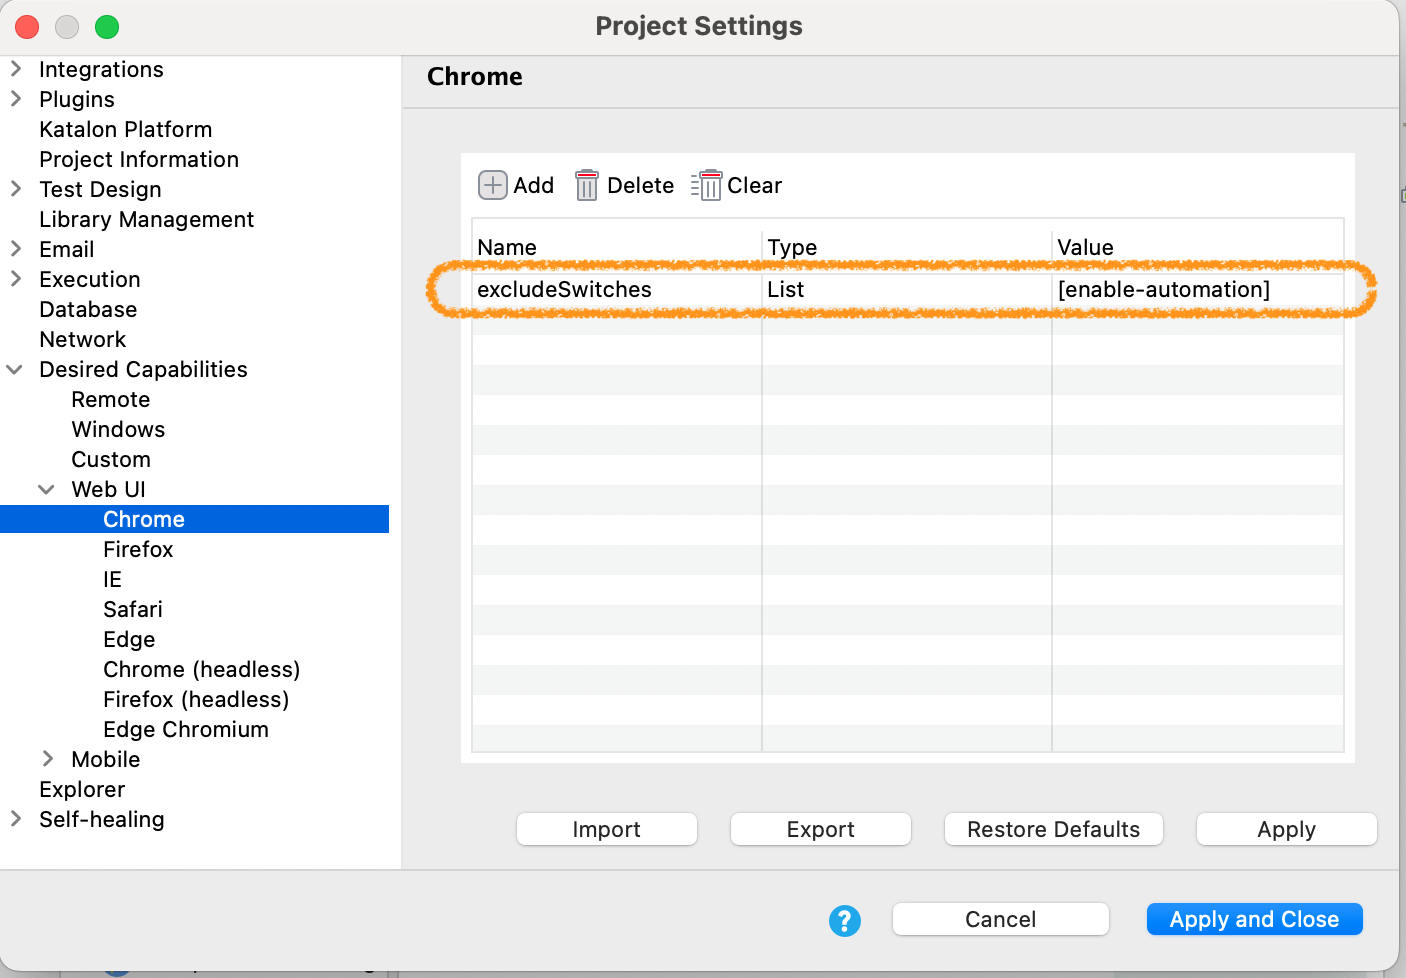 Project Settings
Integrations
Plugins
Katalon Platform
Project Information
Test Design
Library Management
Email
Execution
Database
Network
Desired Capabilities
Remote
Windows
Custom
Web UI
Chrome
Firefox
IE
Safari
Edge
Chrome (headless)
Firefox (headless)
Edge Chromium
Mobile
Explorer
Self-healing
Chrome
Add Delete Clear
Name Type Value
excludeSwitches List [enable-automation]
Import Export Restore Defaults Apply
? Cancel Apply and Close